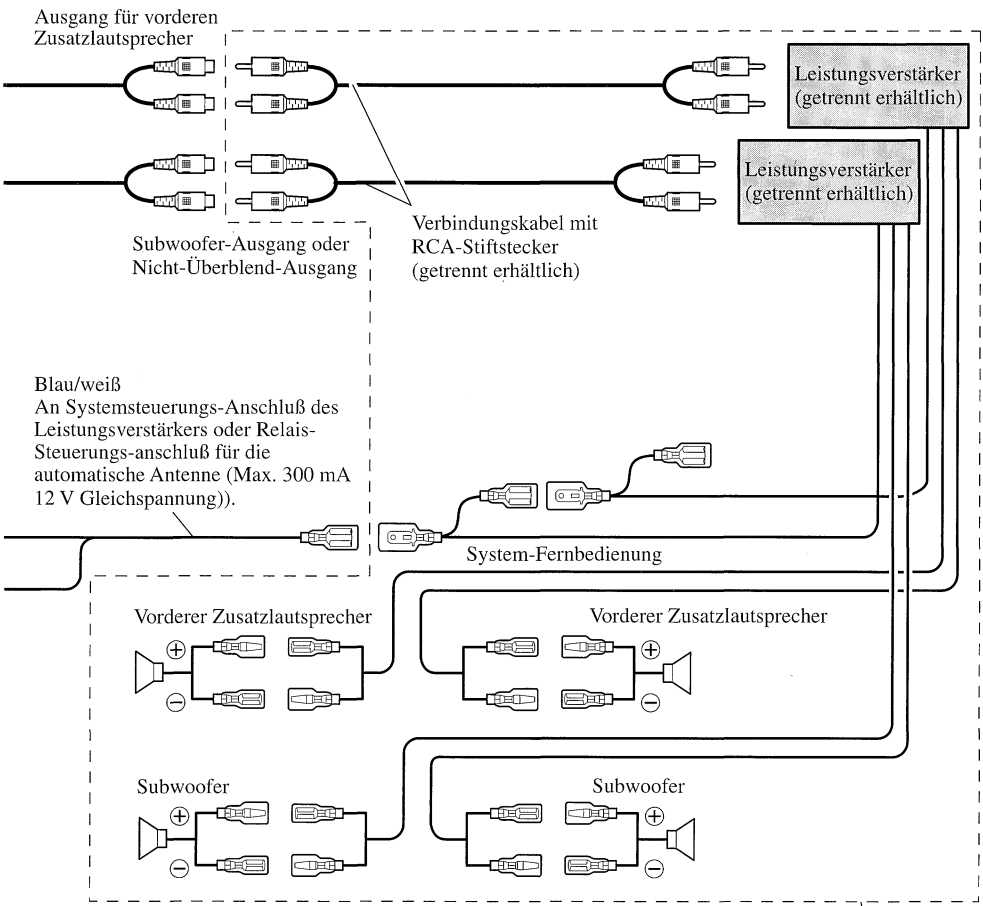 Ausgang für vorderen
Zusatzlautsprecher
Leistungsverstärker
(getrennt erhältlich)
Leistungsverstärker
(getrennt erhältlich)
Verbindungskabel mit
RCA-Stiftstecker
(getrennt erhältlich)
Subwoofer-Ausgang oder
Nicht-Überblend-Ausgang
Blau/weiß
An Systemsteuerungs-Anschluß des
Leistungsverstärkers oder Relais-
Steuerungs-anschluß für die
automatische Antenne (Max. 300 mA
12 V Gleichspannung)).
System-Fernbedienung
Vorderer Zusatzlautsprecher
+
−
Vorderer Zusatzlautsprecher
+
−
Subwoofer
+
−
Subwoofer
+
−